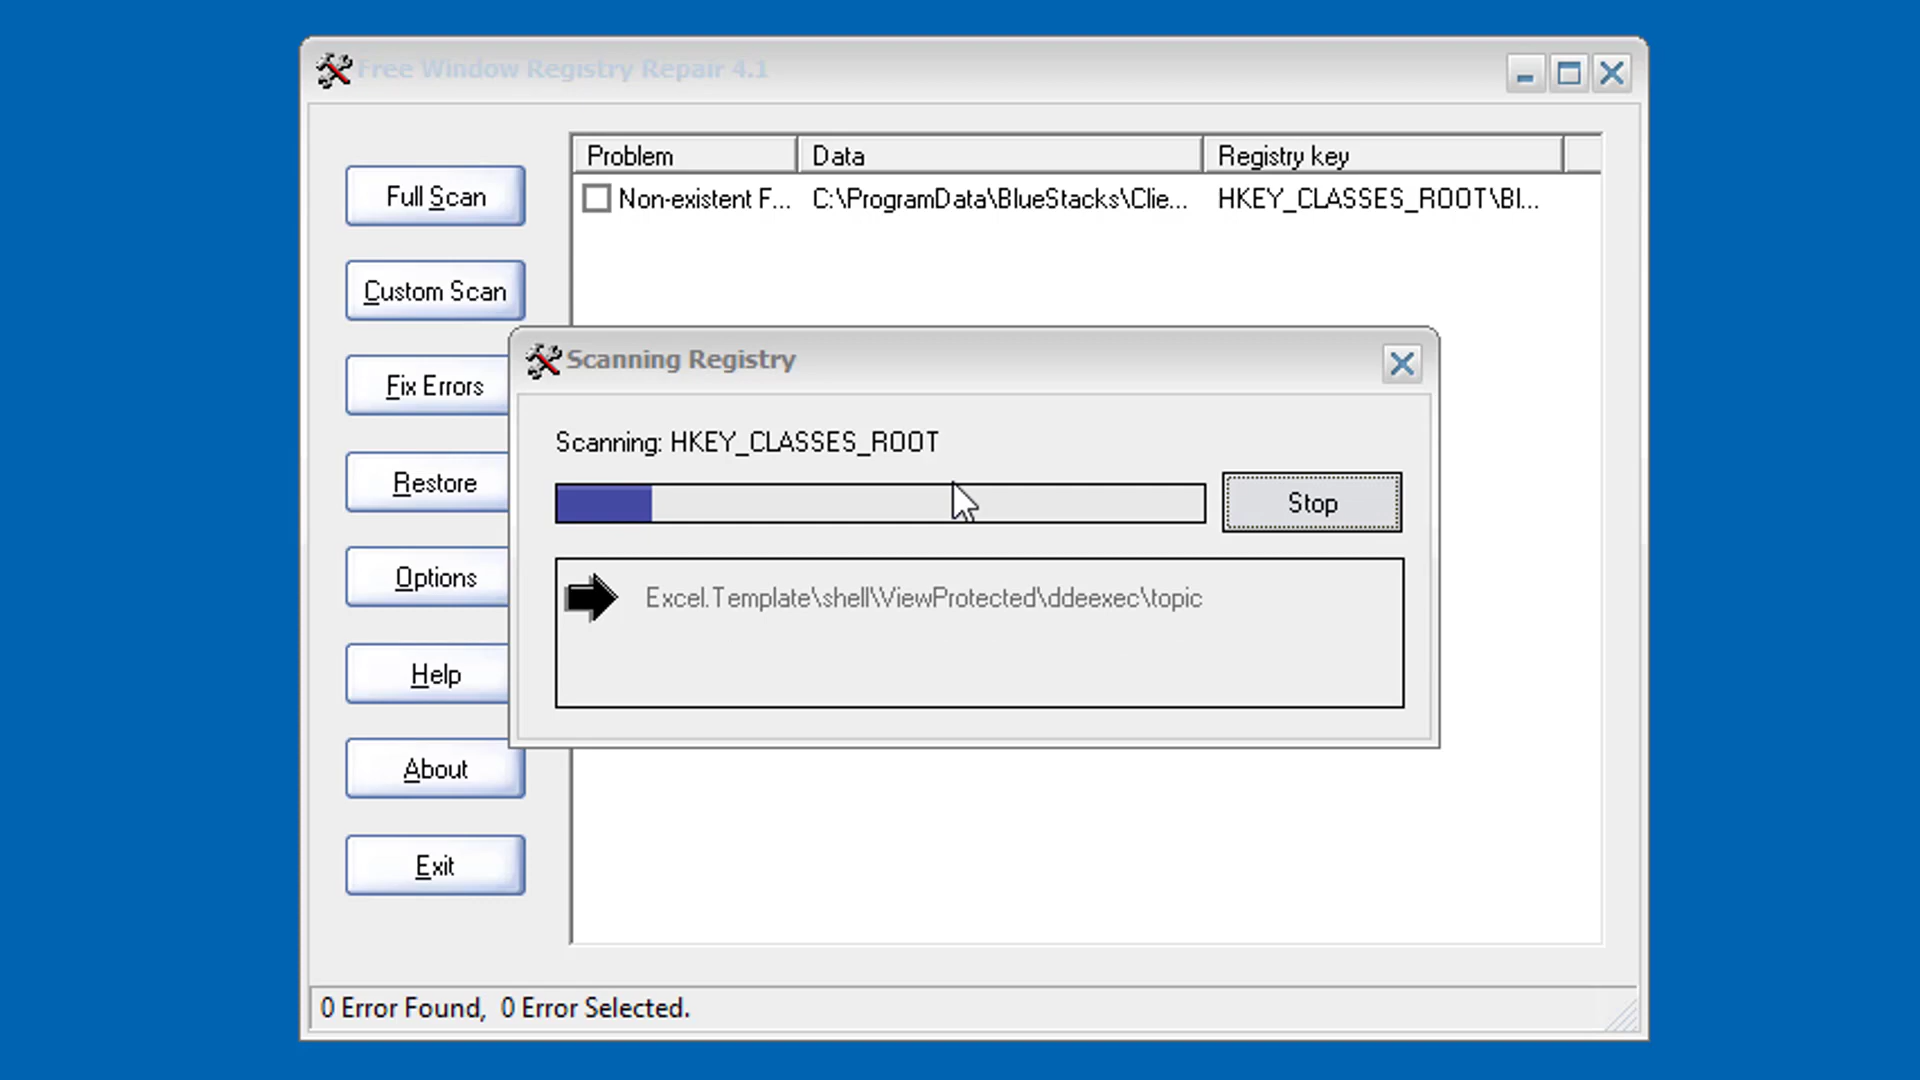 Free Window Registry Repair 4.1
Problem Data Registry key
Non-existent F... C:\ProgramData\BlueStacks\Clie... HKEY_CLASSES_ROOT\Bl...
Full Scan
Custom Scan
Fix Errors
Restore
Options
Help
About
Exit
Scanning Registry
Scanning: HKEY_CLASSES_ROOT
Stop
Excel.Template\shell\ViewProtected\ddeexec\topic
0 Error Found, 0 Error Selected.